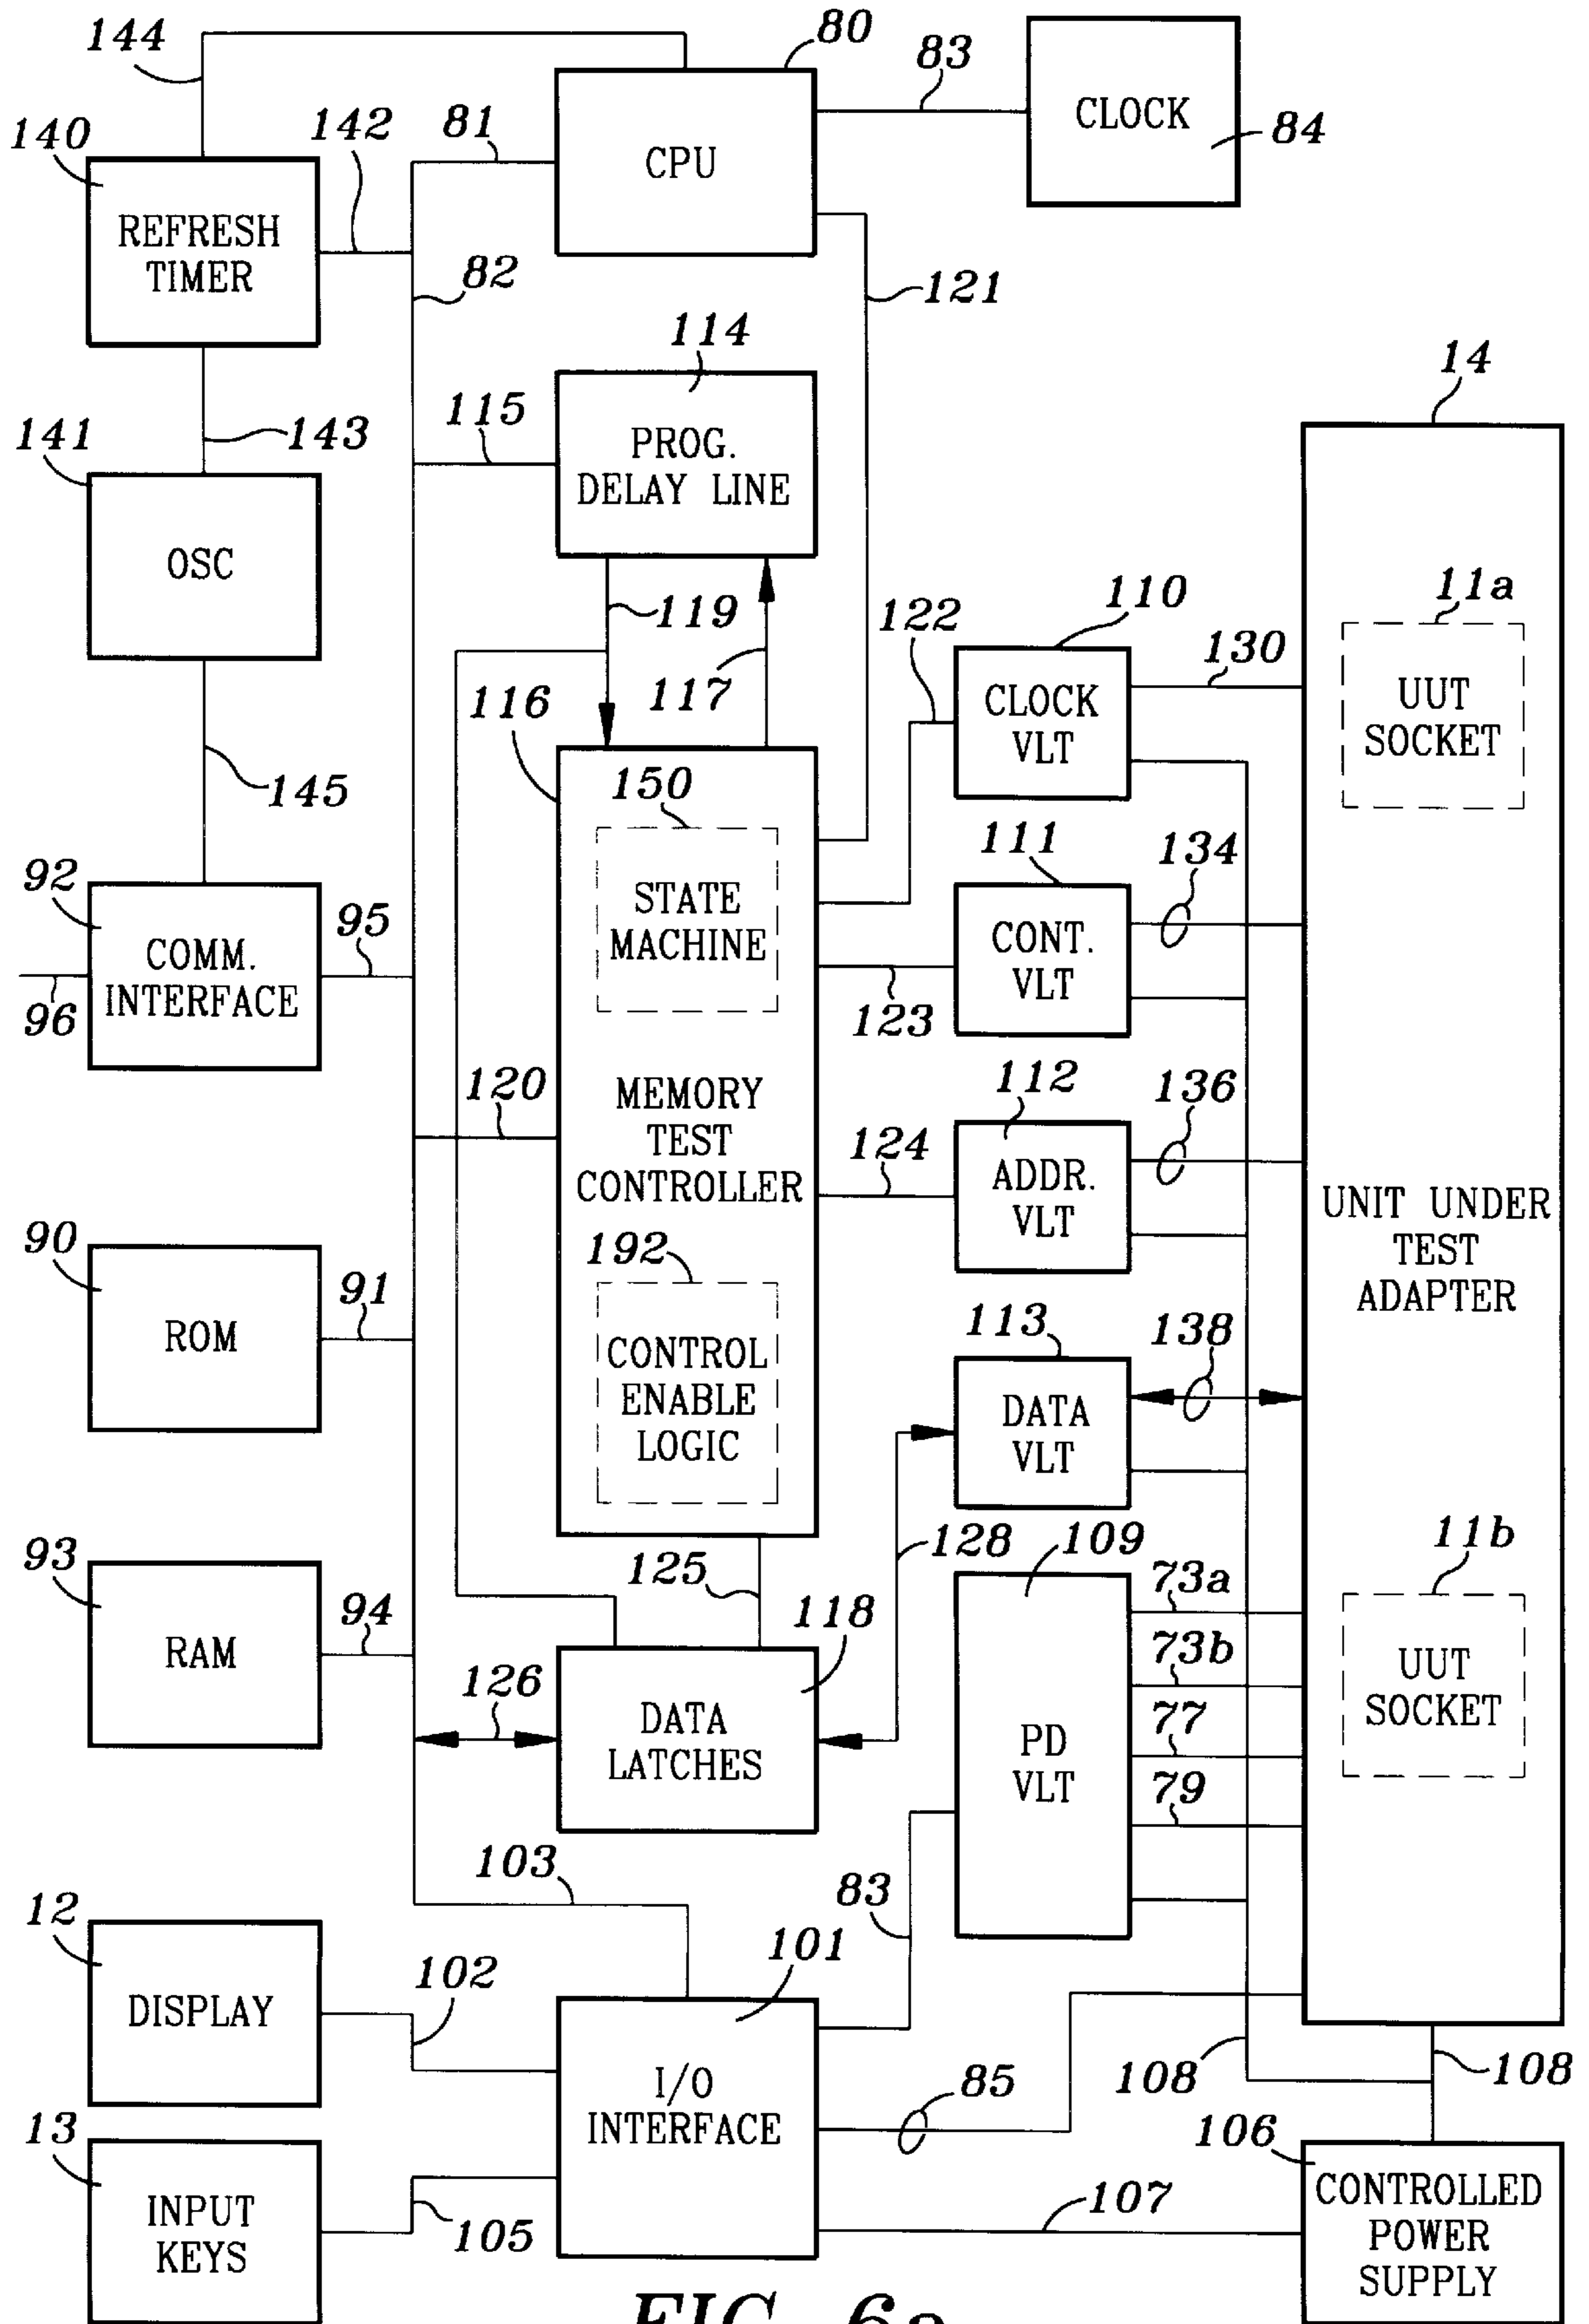 144
80
83
CLOCK
84
140
142
81
CPU
REFRESH
TIMER
82
121
114
14
141
143
115
PROG.
DELAY LINE
OSC
119
122
110
11a
116
117
130
UUT
SOCKET
CLOCK
VLT
145
150
111
134
92
95
STATE
MACHINE
CONT.
VLT
COMM.
INTERFACE
96
123
120
MEMORY
TEST
CONTROLLER
112
136
124
ADDR.
VLT
UNIT UNDER
TEST
ADAPTER
90
91
192
113
138
ROM
CONTROL
ENABLE
LOGIC
DATA
VLT
93
94
125
128
109
73a
11b
118
RAM
126
73b
UUT
SOCKET
DATA
LATCHES
PD
VLT
77
79
103
83
12
102
101
DISPLAY
I/O
INTERFACE
85
108
108
13
106
INPUT
KEYS
105
107
CONTROLLED
POWER
SUPPLY
FIG. 6a